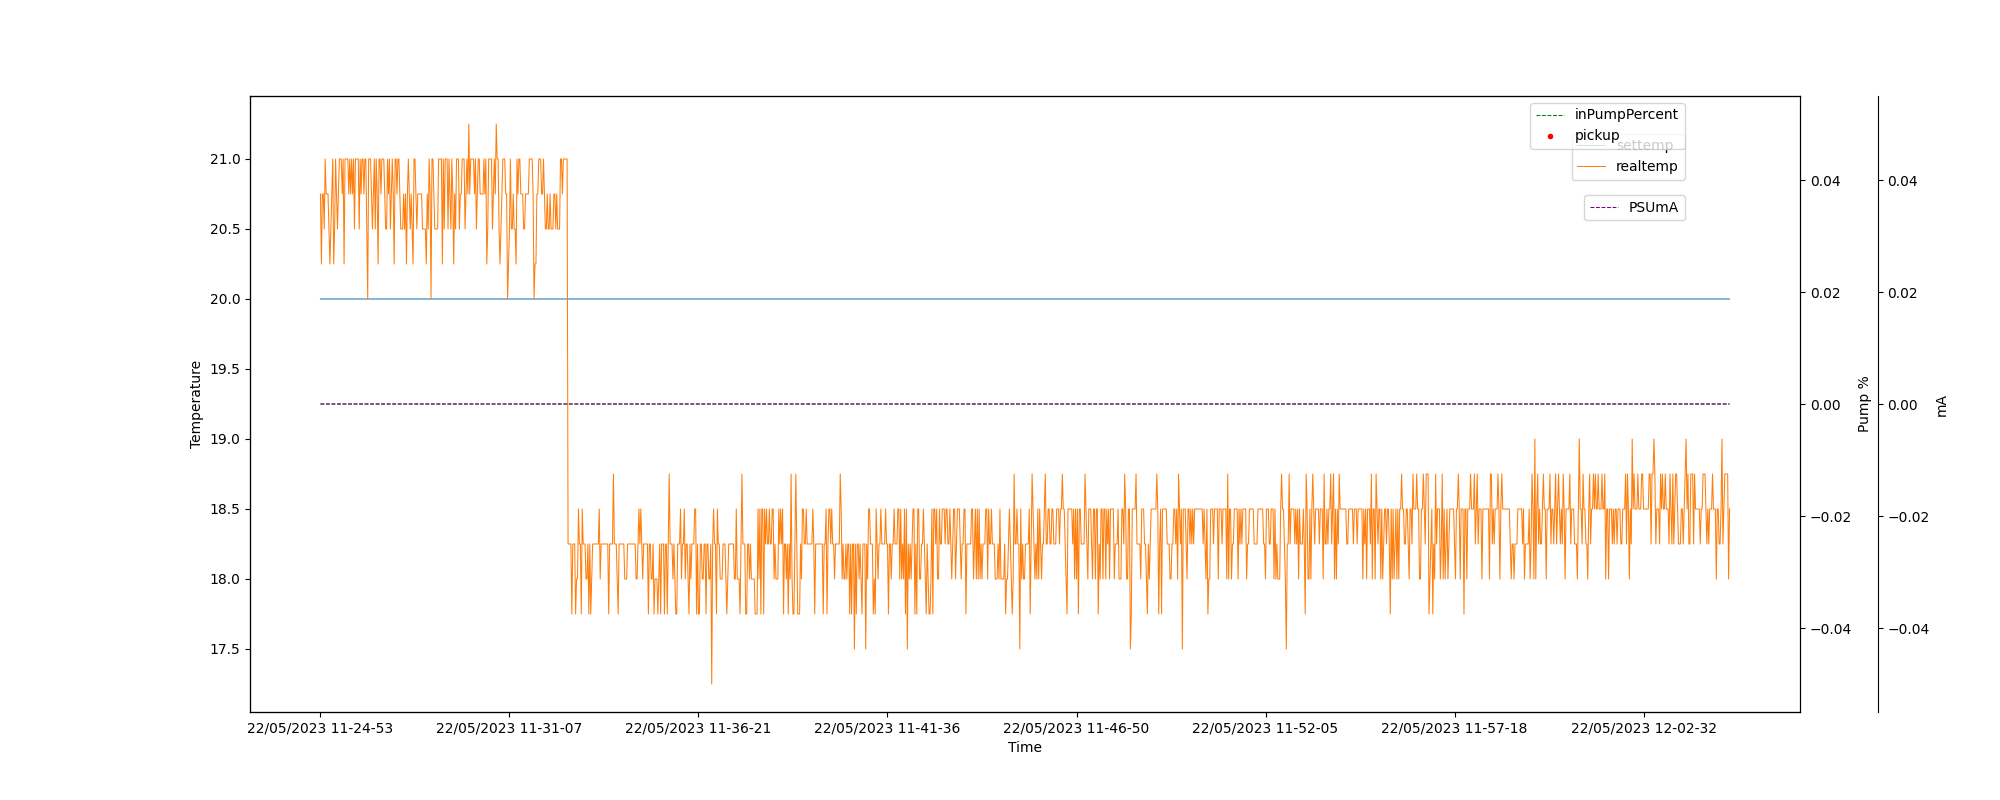 inPumpPercent
pickup
settemp
realtemp
PSUmA
21.0
20.5
20.0
19.5
19.0
18.5
18.0
17.5
Temperature
0.04
0.02
0.00
−0.02
−0.04
Pump %
0.04
0.02
0.00
−0.02
−0.04
mA
22/05/2023 11-24-53
22/05/2023 11-31-07
22/05/2023 11-36-21
22/05/2023 11-41-36
22/05/2023 11-46-50
22/05/2023 11-52-05
22/05/2023 11-57-18
22/05/2023 12-02-32
Time